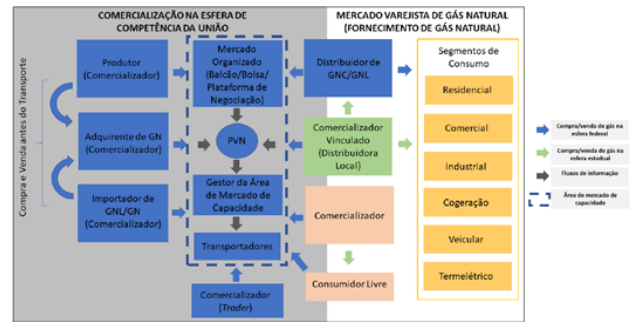 COMERCIALIZAÇÃO NA ESFERA DE
COMPETÊNCIA DA UNIÃO
MERCADO VAREJISTA DE GÁS NATURAL
(FORNECIMENTO DE GÁS NATURAL)
Compra e Venda antes do Transporte
Produtor
(Comercializador)
Adquirente de GN
(Comercializador)
Importador de
GNL/GN
(Comercializador)
Mercado
Organizado
(Balcão/Bolsa/
Plataforma de
Negociação)
PVN
Gestor da Área
de Mercado de
Capacidade
Transportadores
Comercializador
(Trader)
Distribuidor de
GNC/GNL
Comercializador
Vinculado
(Distribuidora
Local)
Comercializador
Consumidor Livre
Segmentos de
Consumo
Residencial
Comercial
Industrial
Cogeração
Veicular
Termelétrico
Compra/venda de gás na
esfera federal
Compra/venda de gás na
esfera estadual
Fluxos de informação
Área de mercado de
capacidade